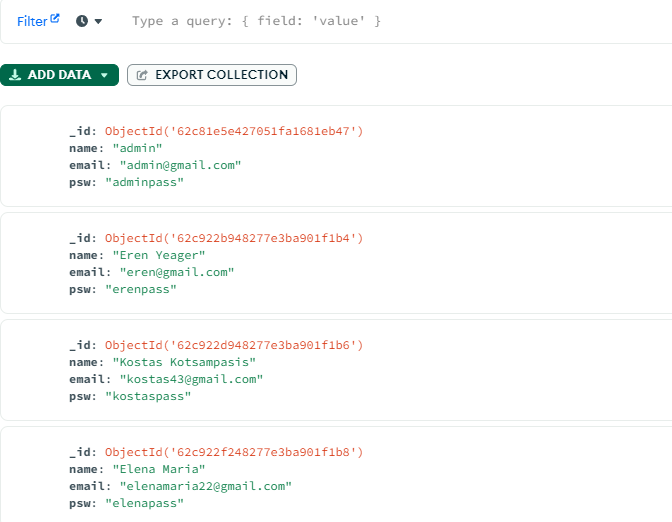 Filter Type a query: { field: 'value' }
ADD DATA EXPORT COLLECTION
_id: ObjectId('62c81e5e427051fa1681eb47')
name: "admin"
email: "admin@gmail.com"
psw: "adminpass"
_id: ObjectId('62c922b948277e3ba901f1b4')
name: "Eren Yeager"
email: "eren@gmail.com"
psw: "erenpass"
_id: ObjectId('62c922d948277e3ba901f1b6')
name: "Kostas Kotsampasis"
email: "kostas43@gmail.com"
psw: "kostaspass"
_id: ObjectId('62c922f248277e3ba901f1b8')
name: "Elena Maria"
email: "elenamaria22@gmail.com"
psw: "elenapass"